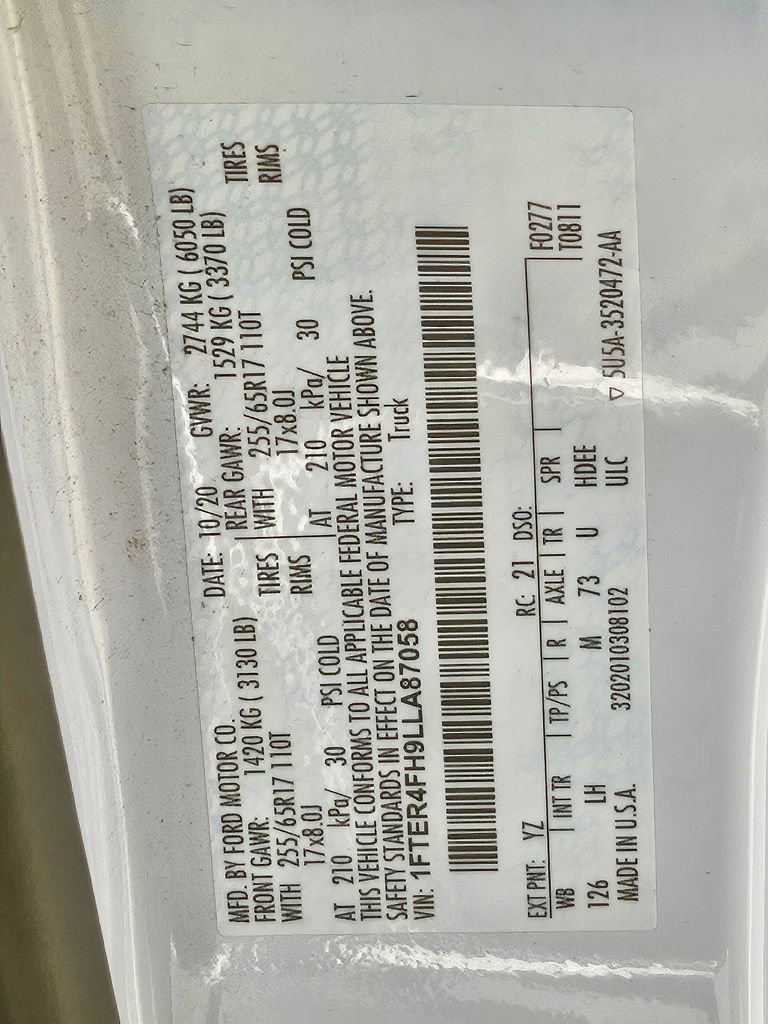 MFD. BY FORD MOTOR CO.
DATE: 10/20 GVWR: 2744 KG ( 6050 LB)
FRONT GAWR: 1420 KG ( 3130 LB)
REAR GAWR: 1529 KG ( 3370 LB)
WITH 255/65R17 110T TIRES
WITH 255/65R17 110T TIRES
17x8.0J RIMS
17x8.0J RIMS
AT 210 kPa/ 30 PSI COLD
AT 210 kPa/ 30 PSI COLD
THIS VEHICLE CONFORMS TO ALL APPLICABLE FEDERAL MOTOR VEHICLE
SAFETY STANDARDS IN EFFECT ON THE DATE OF MANUFACTURE SHOWN ABOVE.
VIN: 1FTER4FH9LLA87058 TYPE: Truck
EXT PNT: YZ RC: 21 DSO: F0277
WB INT TR TP/PS R AXLE TR SPR T0811
126 LH M 73 U HDEE
MADE IN U.S.A. 3202010308102 ULC ▽ 5U5A-3520472-AA